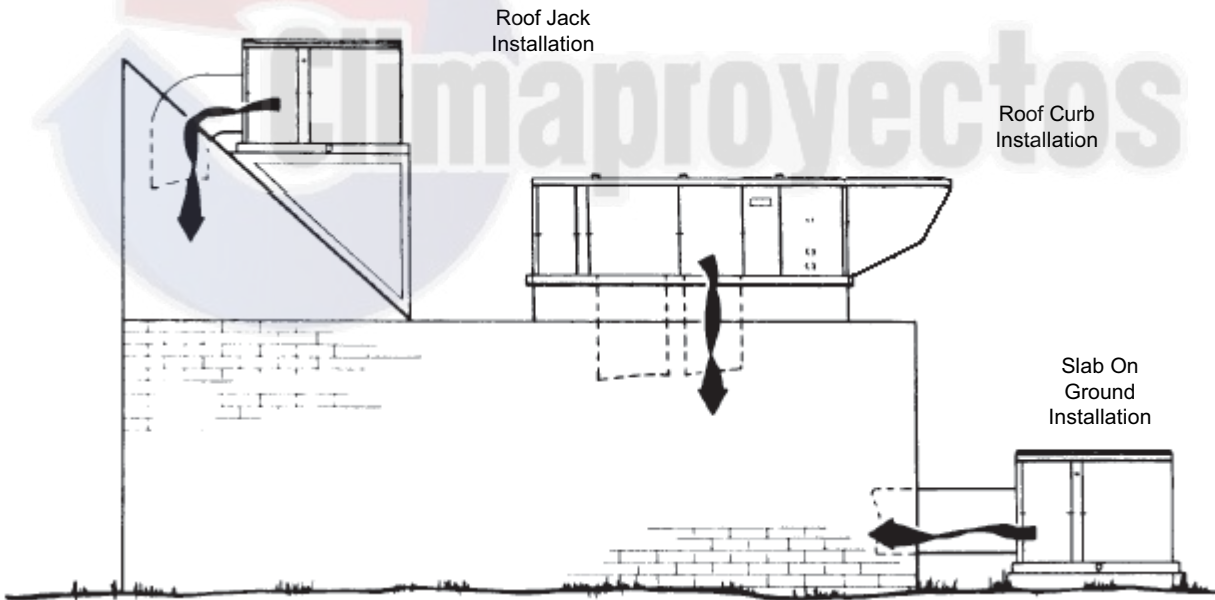 Roof Jack
Installation
Climaproyectos
Roof Curb
Installation
Slab On
Ground
Installation